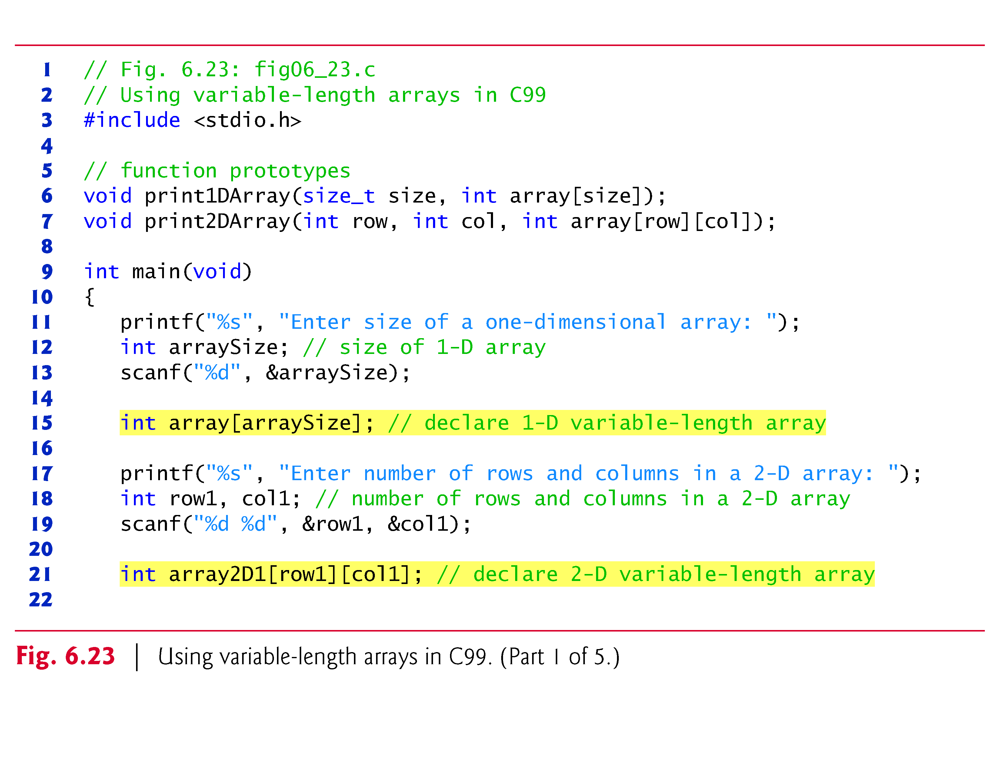 1 // Fig. 6.23: fig06_23.c
2 // Using variable-length arrays in C99
3 #include <stdio.h>
4
5 // function prototypes
6 void print1DArray(size_t size, int array[size]);
7 void print2DArray(int row, int col, int array[row][col]);
8
9 int main(void)
10 {
11    printf("%s", "Enter size of a one-dimensional array: ");
12    int arraySize; // size of 1-D array
13    scanf("%d", &arraySize);
14
15    int array[arraySize]; // declare 1-D variable-length array
16
17    printf("%s", "Enter number of rows and columns in a 2-D array: ");
18    int row1, col1; // number of rows and columns in a 2-D array
19    scanf("%d %d", &row1, &col1);
20
21    int array2D1[row1][col1]; // declare 2-D variable-length array
22
Fig. 6.23 | Using variable-length arrays in C99. (Part 1 of 5.)